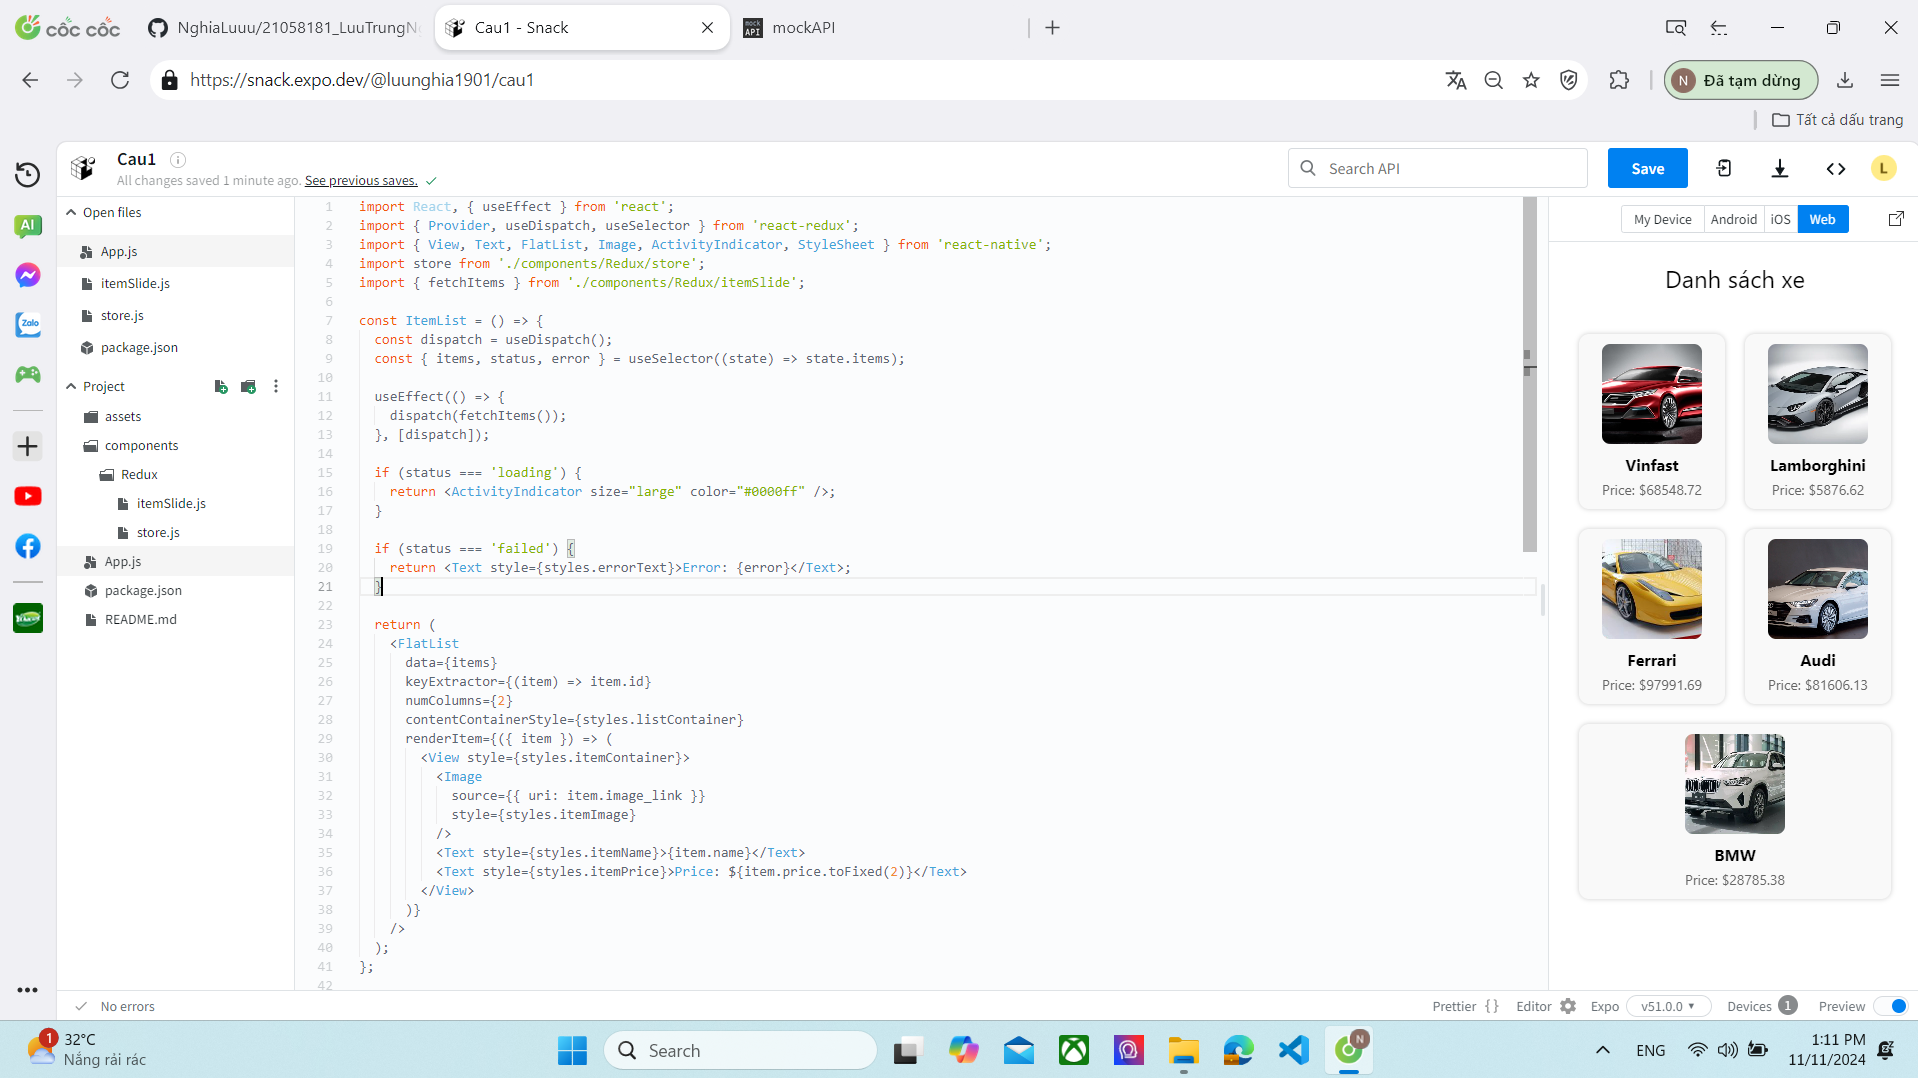 cốc cốc
NghiaLuuu/21058181_LuuTrungN
Cau1 - Snack
mockAPI
https://snack.expo.dev/@luunghia1901/cau1
N
Đã tạm dừng
Tất cả dấu trang
Cau1
All changes saved 1 minute ago. See previous saves.
Search API
Save
L
Open files
App.js
itemSlide.js
store.js
package.json
Project
assets
components
Redux
itemSlide.js
store.js
App.js
package.json
README.md
AI
Zalo
1 import React, { useEffect } from 'react';
2 import { Provider, useDispatch, useSelector } from 'react-redux';
3 import { View, Text, FlatList, Image, ActivityIndicator, StyleSheet } from 'react-native';
4 import store from './components/Redux/store';
5 import { fetchItems } from './components/Redux/itemSlide';
6
7 const ItemList = () => {
8 const dispatch = useDispatch();
9 const { items, status, error } = useSelector((state) => state.items);
10
11 useEffect(() => {
12 dispatch(fetchItems());
13 }, [dispatch]);
14
15 if (status === 'loading') {
16 return <ActivityIndicator size="large" color="#0000ff" />;
17 }
18
19 if (status === 'failed') {
20 return <Text style={styles.errorText}>Error: {error}</Text>;
21 }
22
23 return (
24 <FlatList
25 data={items}
26 keyExtractor={(item) => item.id}
27 numColumns={2}
28 contentContainerStyle={styles.listContainer}
29 renderItem={({ item }) => (
30 <View style={styles.itemContainer}>
31 <Image
32 source={{ uri: item.image_link }}
33 style={styles.itemImage}
34 />
35 <Text style={styles.itemName}>{item.name}</Text>
36 <Text style={styles.itemPrice}>Price: ${item.price.toFixed(2)}</Text>
37 </View>
38 )}
39 />
40 );
41 };
42
My Device Android iOS Web
Danh sách xe
Vinfast
Price: $68548.72
Lamborghini
Price: $5876.62
Ferrari
Price: $97991.69
Audi
Price: $81606.13
BMW
Price: $28785.38
No errors
Prettier {} Editor Expo v51.0.0 Devices 1 Preview
1
32°C
Nắng rải rác
Search
N
ENG
1:11 PM
11/11/2024